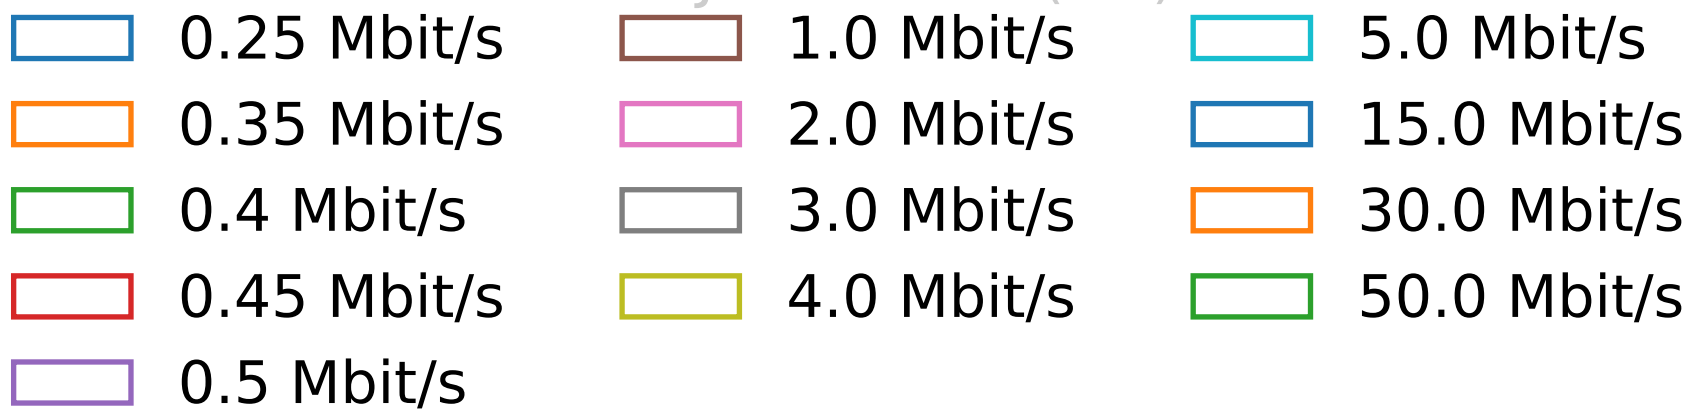 0.25 Mbit/s
0.35 Mbit/s
0.4 Mbit/s
0.45 Mbit/s
0.5 Mbit/s
1.0 Mbit/s
2.0 Mbit/s
3.0 Mbit/s
4.0 Mbit/s
5.0 Mbit/s
15.0 Mbit/s
30.0 Mbit/s
50.0 Mbit/s